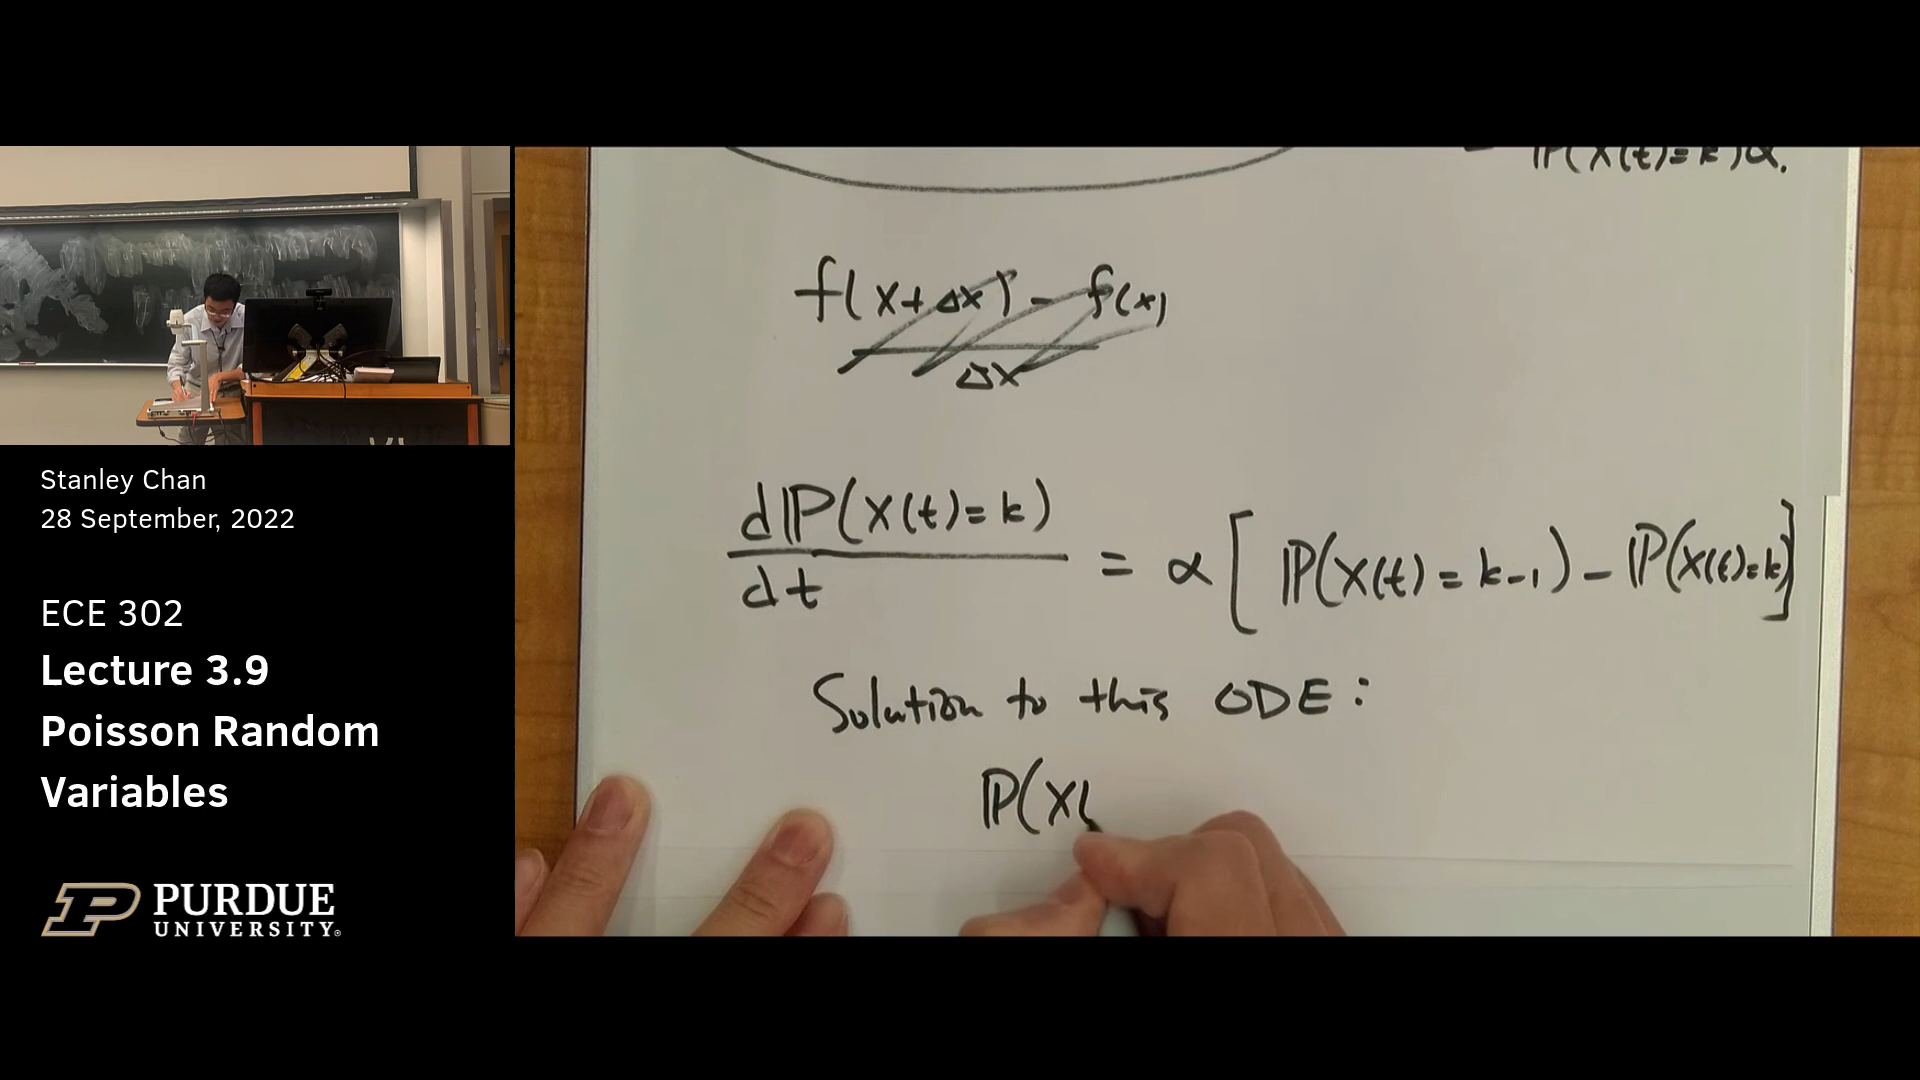 Stanley Chan
28 September, 2022
ECE 302
Lecture 3.9
Poisson Random
Variables
PURDUE
UNIVERSITY®
- ℙ(X(t)=k)α.
f(x+Δx) - f(x)
Δx
dℙ(X(t)=k)
dt
= α[ ℙ(X(t)=k-1) - ℙ(X(t)=k]
Solution to this ODE:
ℙ(X(